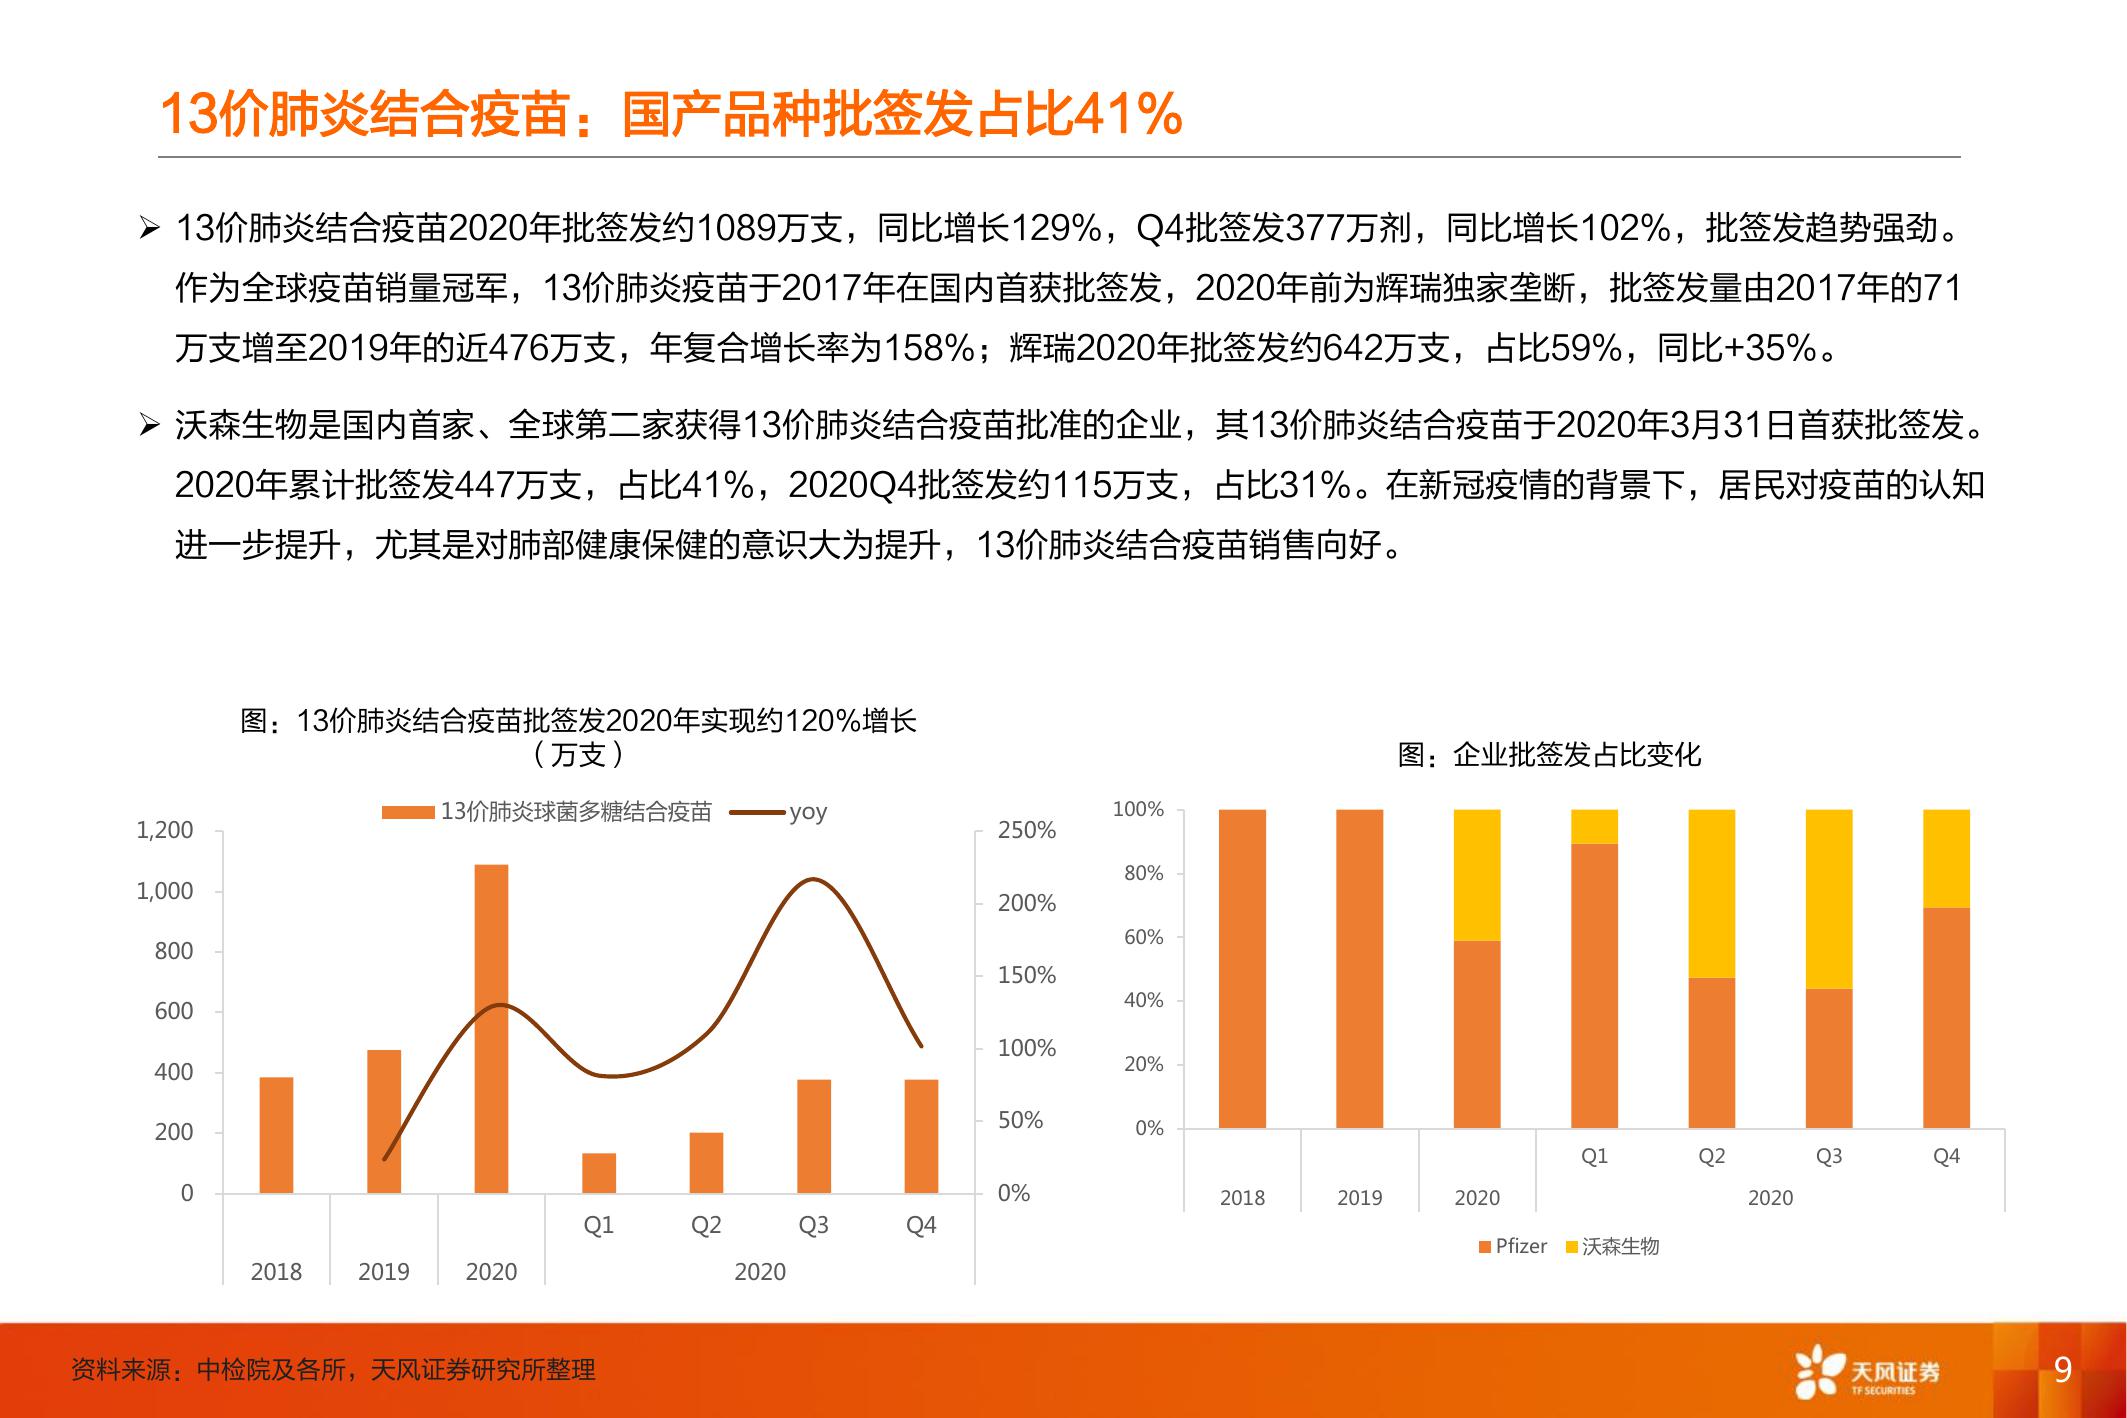 13价肺炎结合疫苗：国产品种批签发占比41%
➢ 13价肺炎结合疫苗2020年批签发约1089万支，同比增长129%，Q4批签发377万剂，同比增长102%，批签发趋势强劲。
作为全球疫苗销量冠军，13价肺炎疫苗于2017年在国内首获批签发，2020年前为辉瑞独家垄断，批签发量由2017年的71
万支增至2019年的近476万支，年复合增长率为158%；辉瑞2020年批签发约642万支，占比59%，同比+35%。
➢ 沃森生物是国内首家、全球第二家获得13价肺炎结合疫苗批准的企业，其13价肺炎结合疫苗于2020年3月31日首获批签发。
2020年累计批签发447万支，占比41%，2020Q4批签发约115万支，占比31%。在新冠疫情的背景下，居民对疫苗的认知
进一步提升，尤其是对肺部健康保健的意识大为提升，13价肺炎结合疫苗销售向好。
图：13价肺炎结合疫苗批签发2020年实现约120%增长
（万支）
13价肺炎球菌多糖结合疫苗 yoy
1,200 250%
1,000 200%
800 150%
600 100%
400 50%
200 0%
0
Q1 Q2 Q3 Q4
2018 2019 2020 2020
图：企业批签发占比变化
100%
80%
60%
40%
20%
0%
Q1 Q2 Q3 Q4
2018 2019 2020 2020
Pfizer 沃森生物
资料来源：中检院及各所，天风证券研究所整理
天风证券
TF SECURITIES
9